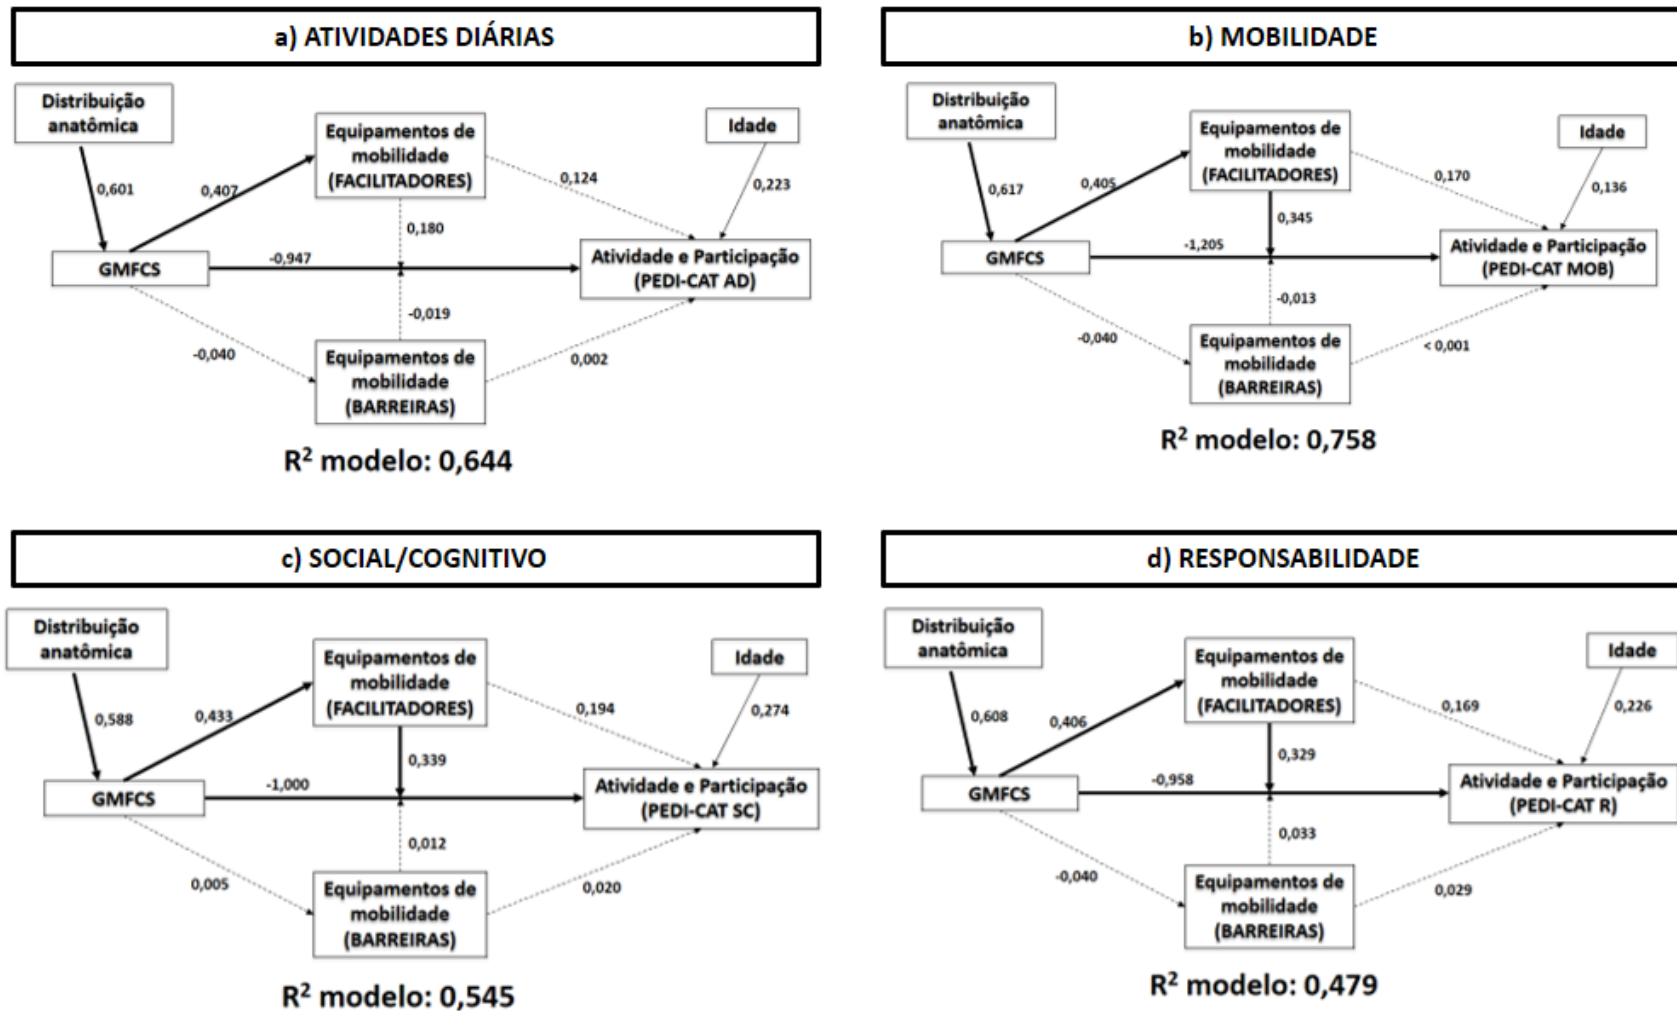 a) ATIVIDADES DIÁRIAS
Distribuição
anatômica
Equipamentos de
mobilidade
(FACILITADORES)
Idade
0,601
0,407
0,124
0,223
0,180
GMFCS
-0,947
Atividade e Participação
(PEDI-CAT AD)
-0,019
-0,040
Equipamentos de
mobilidade
(BARREIRAS)
0,002
R² modelo: 0,644
b) MOBILIDADE
Distribuição
anatômica
Equipamentos de
mobilidade
(FACILITADORES)
Idade
0,617
0,405
0,170
0,136
0,345
GMFCS
-1,205
Atividade e Participação
(PEDI-CAT MOB)
-0,013
-0,040
Equipamentos de
mobilidade
(BARREIRAS)
< 0,001
R² modelo: 0,758
c) SOCIAL/COGNITIVO
Distribuição
anatômica
Equipamentos de
mobilidade
(FACILITADORES)
Idade
0,588
0,433
0,194
0,274
0,339
GMFCS
-1,000
Atividade e Participação
(PEDI-CAT SC)
0,012
0,005
Equipamentos de
mobilidade
(BARREIRAS)
0,020
R² modelo: 0,545
d) RESPONSABILIDADE
Distribuição
anatômica
Equipamentos de
mobilidade
(FACILITADORES)
Idade
0,608
0,406
0,169
0,226
0,329
GMFCS
-0,958
Atividade e Participação
(PEDI-CAT R)
0,033
-0,040
Equipamentos de
mobilidade
(BARREIRAS)
0,029
R² modelo: 0,479